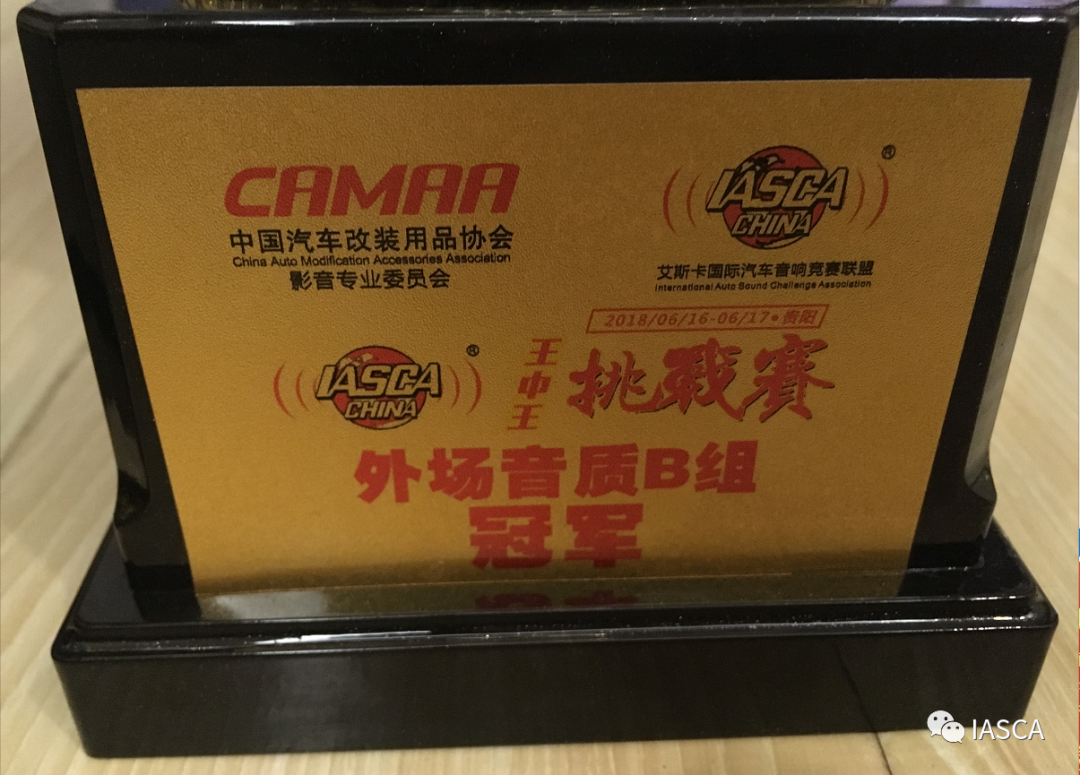 CAMAA
中国汽车改装用品协会
China Auto Modification Accessories Association
影音专业委员会
IASCA
CHINA
®
艾斯卡国际汽车音响竞赛联盟
International Auto Sound Challenge Association
2018/06/16-06/17•贵阳
IASCA
CHINA
®
王中王
挑战赛
外场音质B组
冠军
IASCA